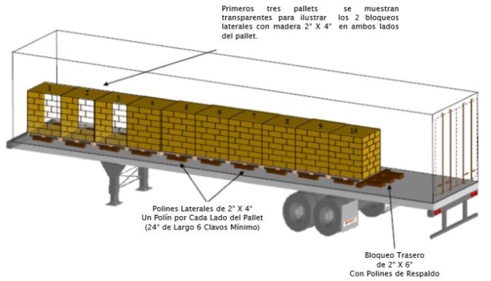 Primeros tres pallets se muestran
transparentes para ilustrar los 2 bloqueos
laterales con madera 2" X 4" en ambos lados
del pallet.
1 2 3 4 5 6 7 8 9 10
Polines Laterales de 2" X 4"
Un Polín por Cada Lado del Pallet
(24" de Largo 6 Clavos Mínimo)
Bloqueo Trasero
de 2" X 6"
Con Polines de Respaldo